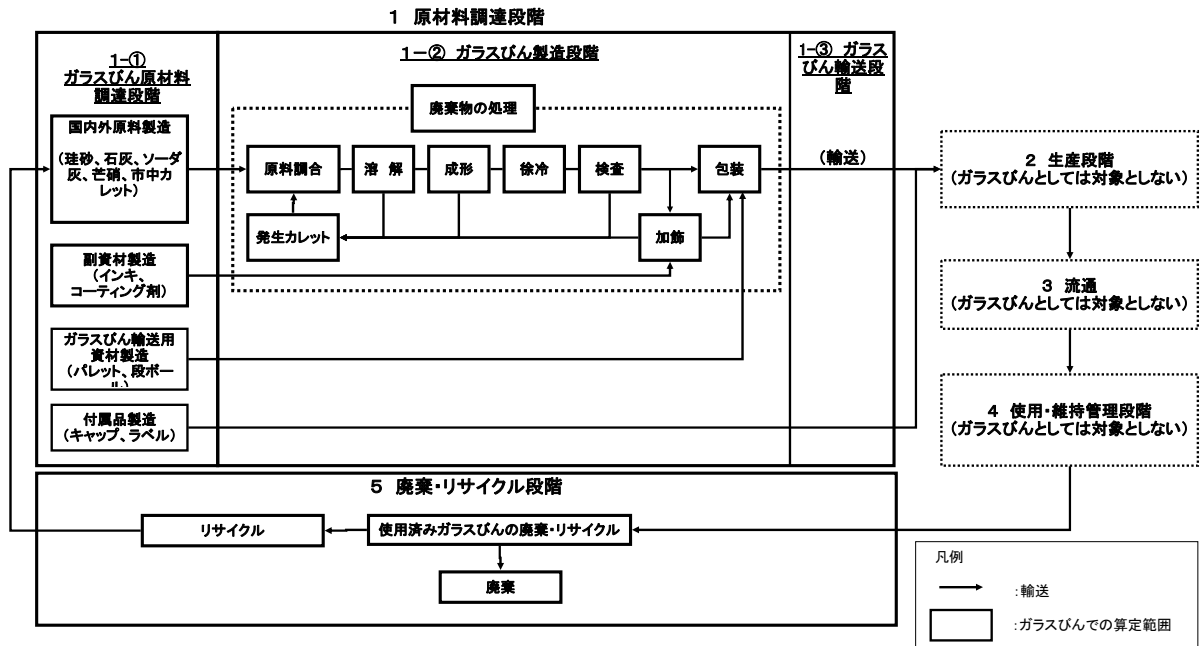 1 原材料調達段階
1-①
ガラスびん原材料
調達段階
1-② ガラスびん製造段階
1-③ ガラス
びん輸送段
階
国内外原料製造
(珪砂、石灰、ソーダ
灰、芒硝、市中カ
レット)
廃棄物の処理
原料調合
溶 解
成形
徐冷
検査
包装
(輸送)
発生カレット
加飾
副資材製造
(インキ、
コーティング剤)
ガラスびん輸送用
資材製造
(パレット、段ボー
ル)
付属品製造
(キャップ、ラベル)
2 生産段階
(ガラスびんとしては対象としない)
3 流通
(ガラスびんとしては対象としない)
4 使用・維持管理段階
(ガラスびんとしては対象としない)
5 廃棄・リサイクル段階
リサイクル
使用済みガラスびんの廃棄・リサイクル
廃棄
凡例
:輸送
:ガラスびんでの算定範囲